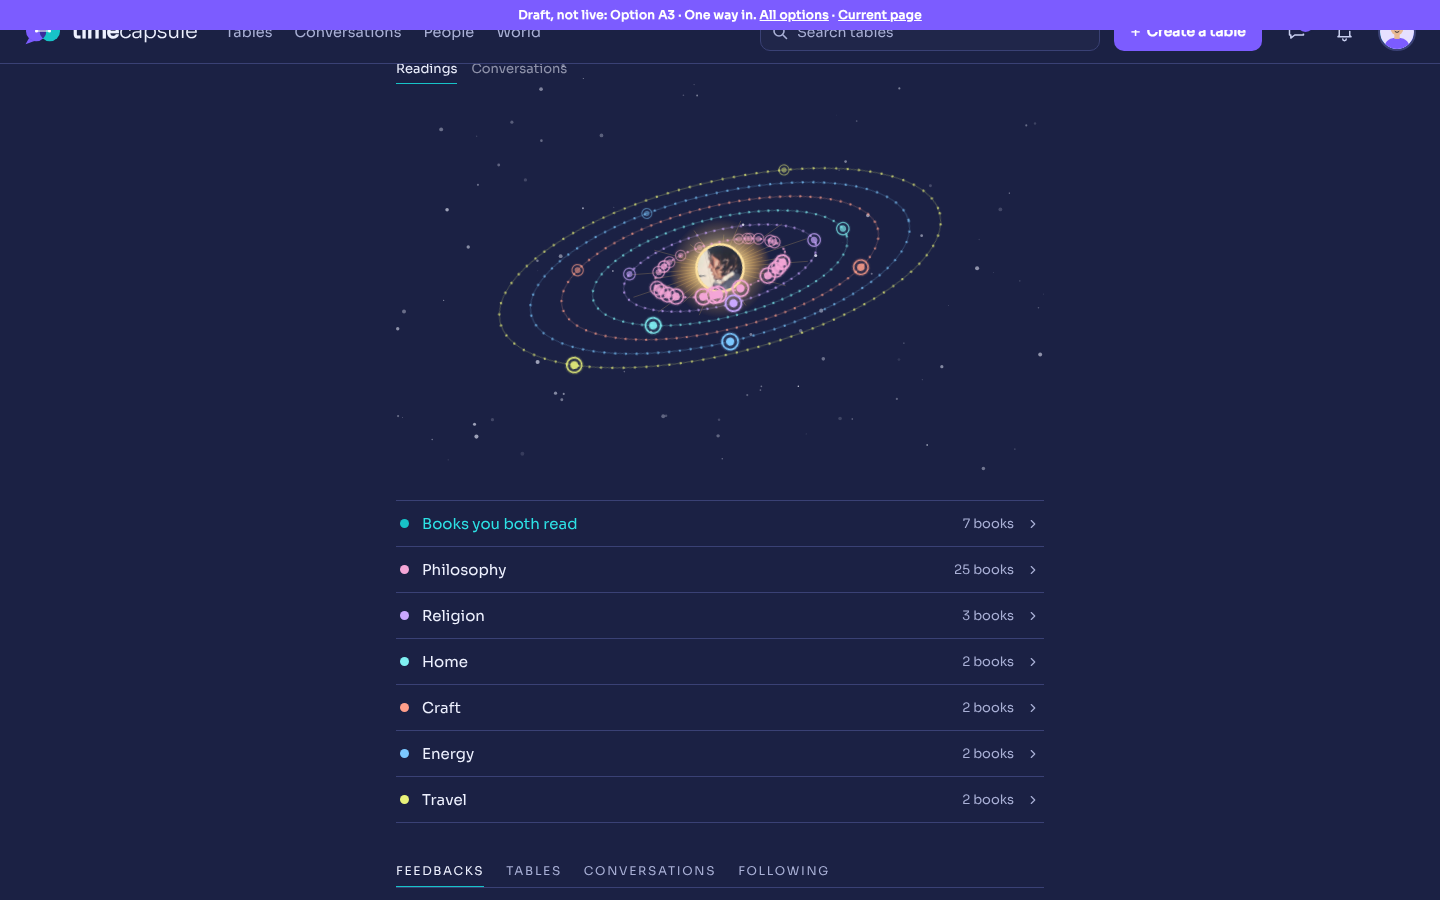 Draft, not live: Option A3 · One way in. All options · Current page
timecapsule Tables Conversations People World Search tables + Create a table
Readings Conversations
Books you both read 7 books
Philosophy 25 books
Religion 3 books
Home 2 books
Craft 2 books
Energy 2 books
Travel 2 books
FEEDBACKS TABLES CONVERSATIONS FOLLOWING